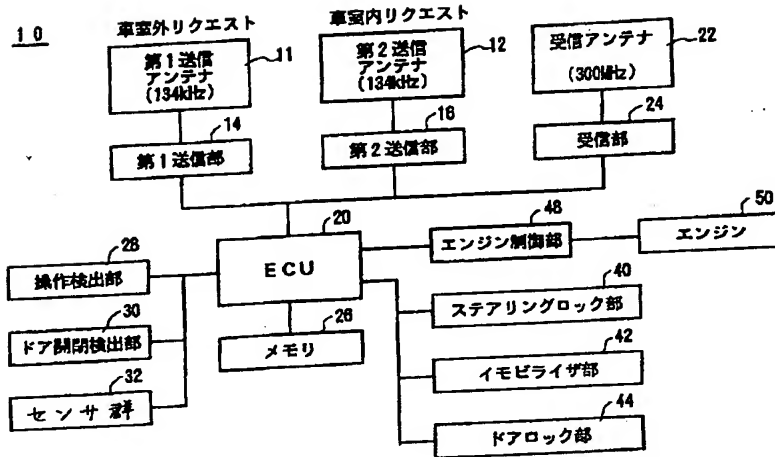 10
車室外リクエスト
第1送信
アンテナ
(134kHz)
11
車室内リクエスト
第2送信
アンテナ
(134kHz)
12
受信アンテナ
(300MHz)
22
第1送信部
14
第2送信部
16
受信部
24
ECU
20
エンジン制御部
48
エンジン
50
操作検出部
28
ドア開閉検出部
30
センサ群
32
メモリ
26
ステアリングロック部
40
イモビライザ部
42
ドアロック部
44